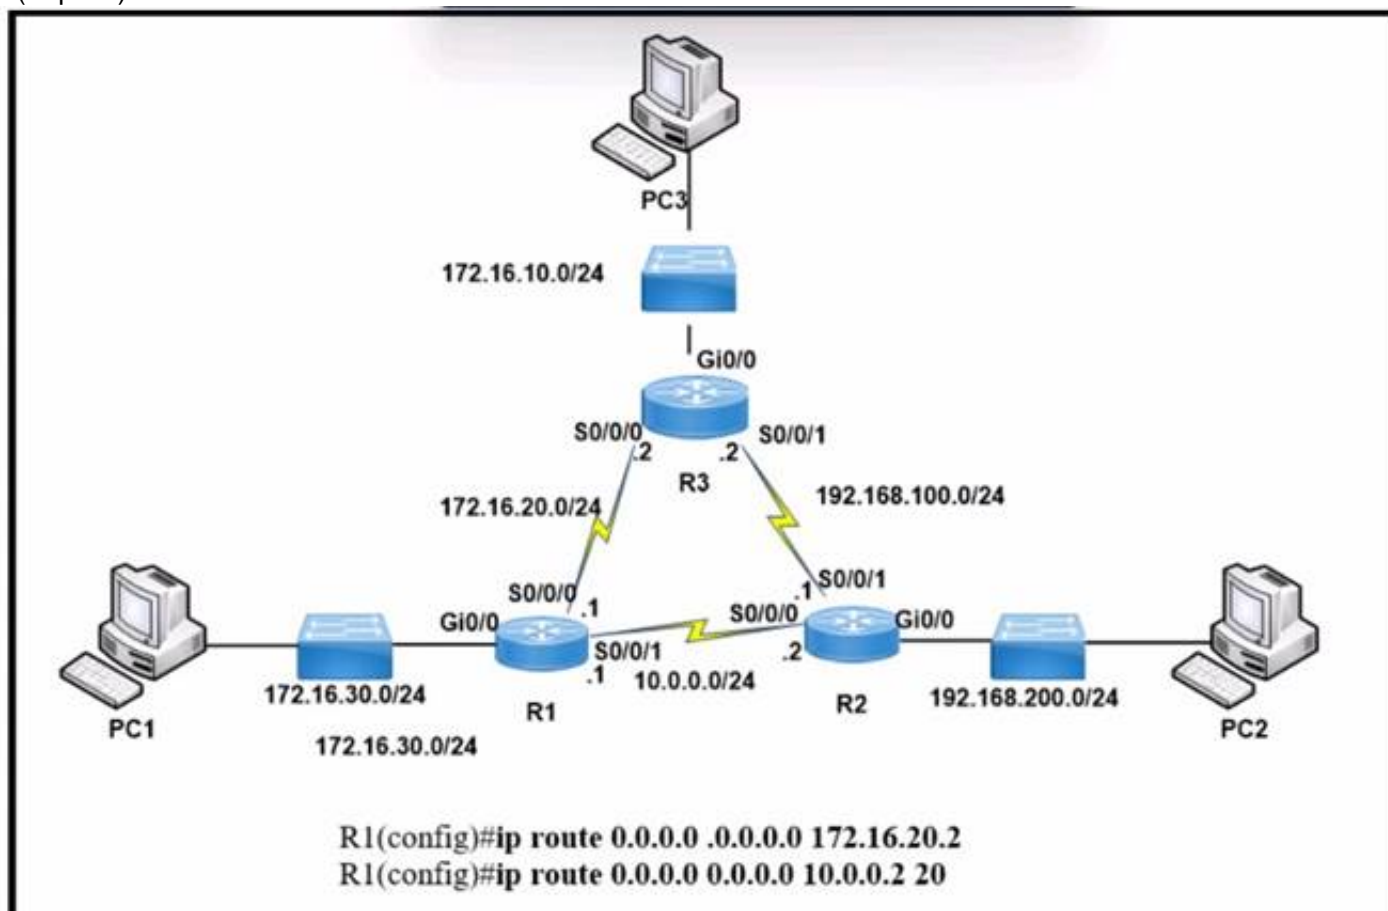 PC3
172.16.10.0/24
Gi0/0
S0/0/0
.2
.2
S0/0/1
R3
172.16.20.0/24
192.168.100.0/24
S0/0/0
.1
Gi0/0
S0/0/1
.1
10.0.0.0/24
R1
.1
S0/0/1
S0/0/0
.2
Gi0/0
R2
172.16.30.0/24
172.16.30.0/24
192.168.200.0/24
PC1
PC2
R1(config)#ip route 0.0.0.0 .0.0.0.0 172.16.20.2
R1(config)#ip route 0.0.0.0 0.0.0.0 10.0.0.2 20